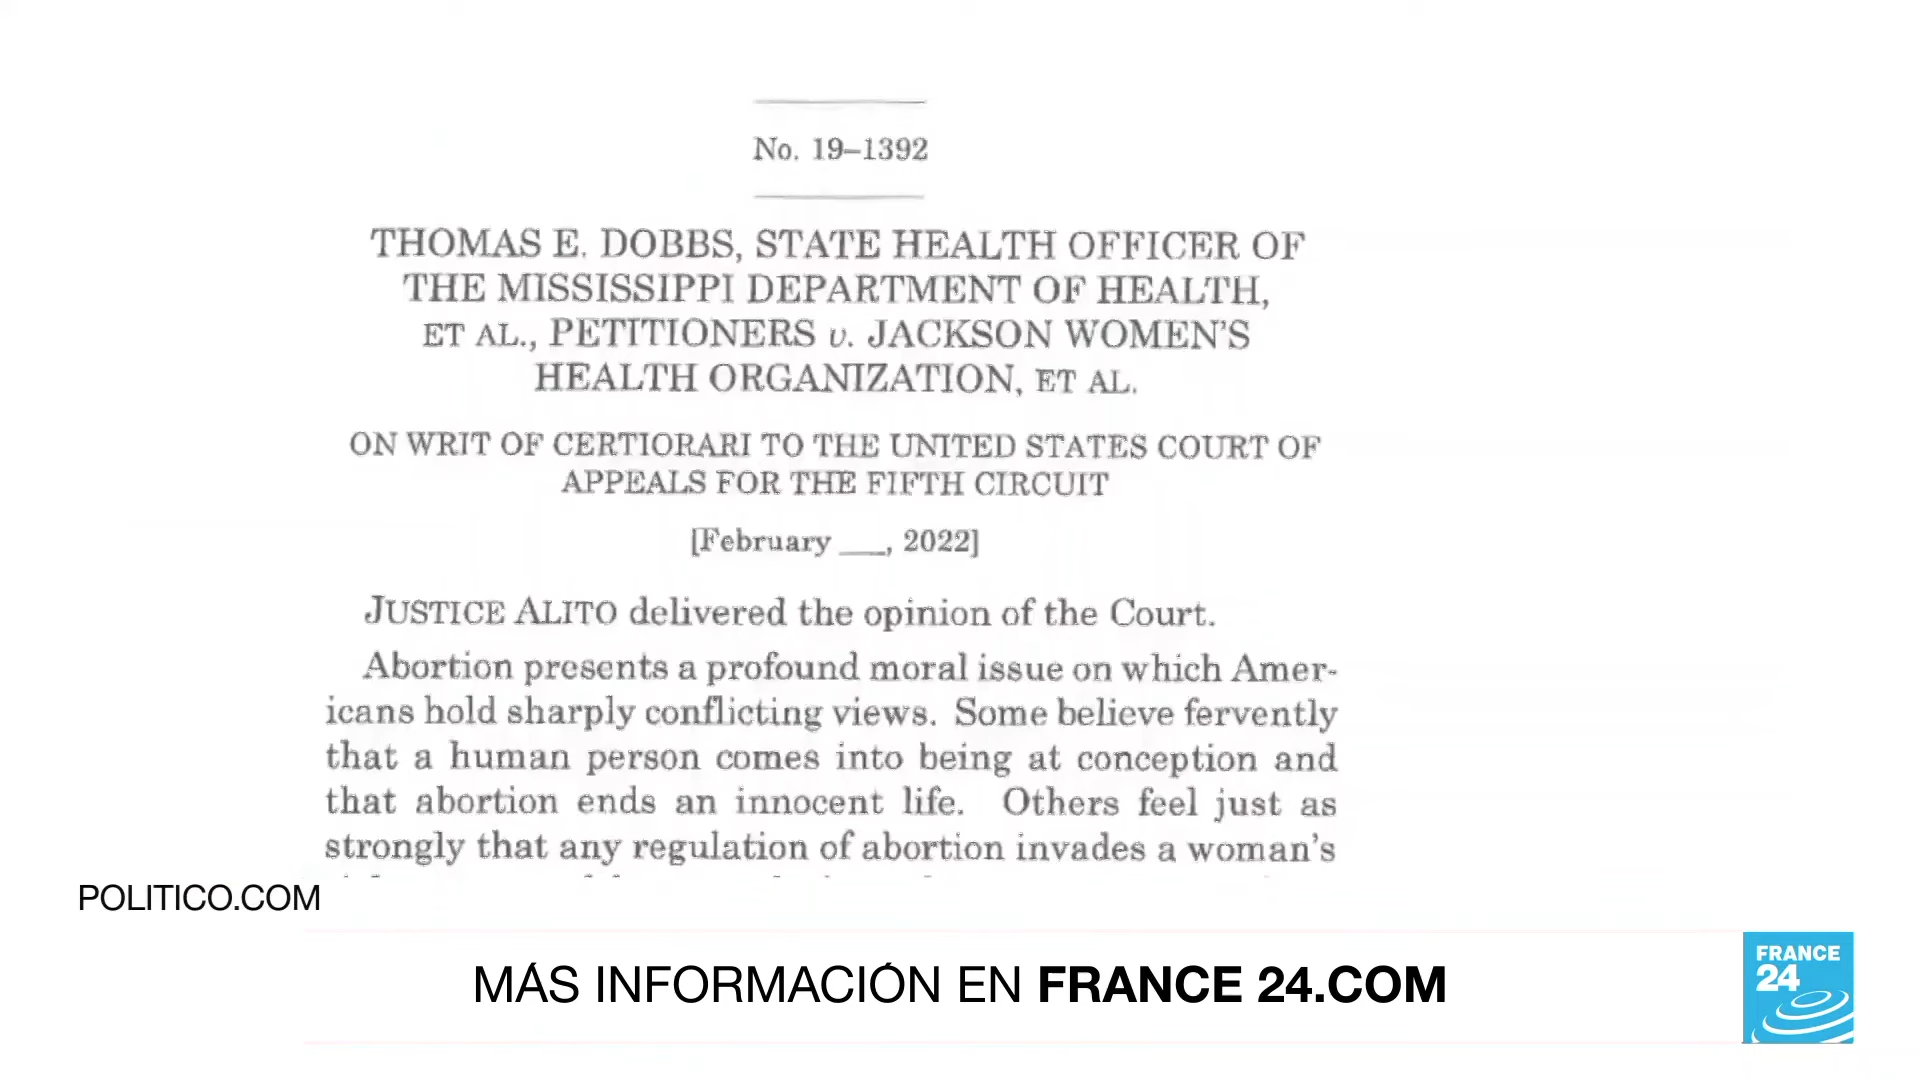 No. 19–1392
THOMAS E. DOBBS, STATE HEALTH OFFICER OF
THE MISSISSIPPI DEPARTMENT OF HEALTH,
ET AL., PETITIONERS v. JACKSON WOMEN'S
HEALTH ORGANIZATION, ET AL.
ON WRIT OF CERTIORARI TO THE UNITED STATES COURT OF
APPEALS FOR THE FIFTH CIRCUIT
[February ___, 2022]
JUSTICE ALITO delivered the opinion of the Court.
Abortion presents a profound moral issue on which Amer-
icans hold sharply conflicting views. Some believe fervently
that a human person comes into being at conception and
that abortion ends an innocent life. Others feel just as
strongly that any regulation of abortion invades a woman's
POLITICO.COM
MÁS INFORMACIÓN EN FRANCE 24.COM
FRANCE
24